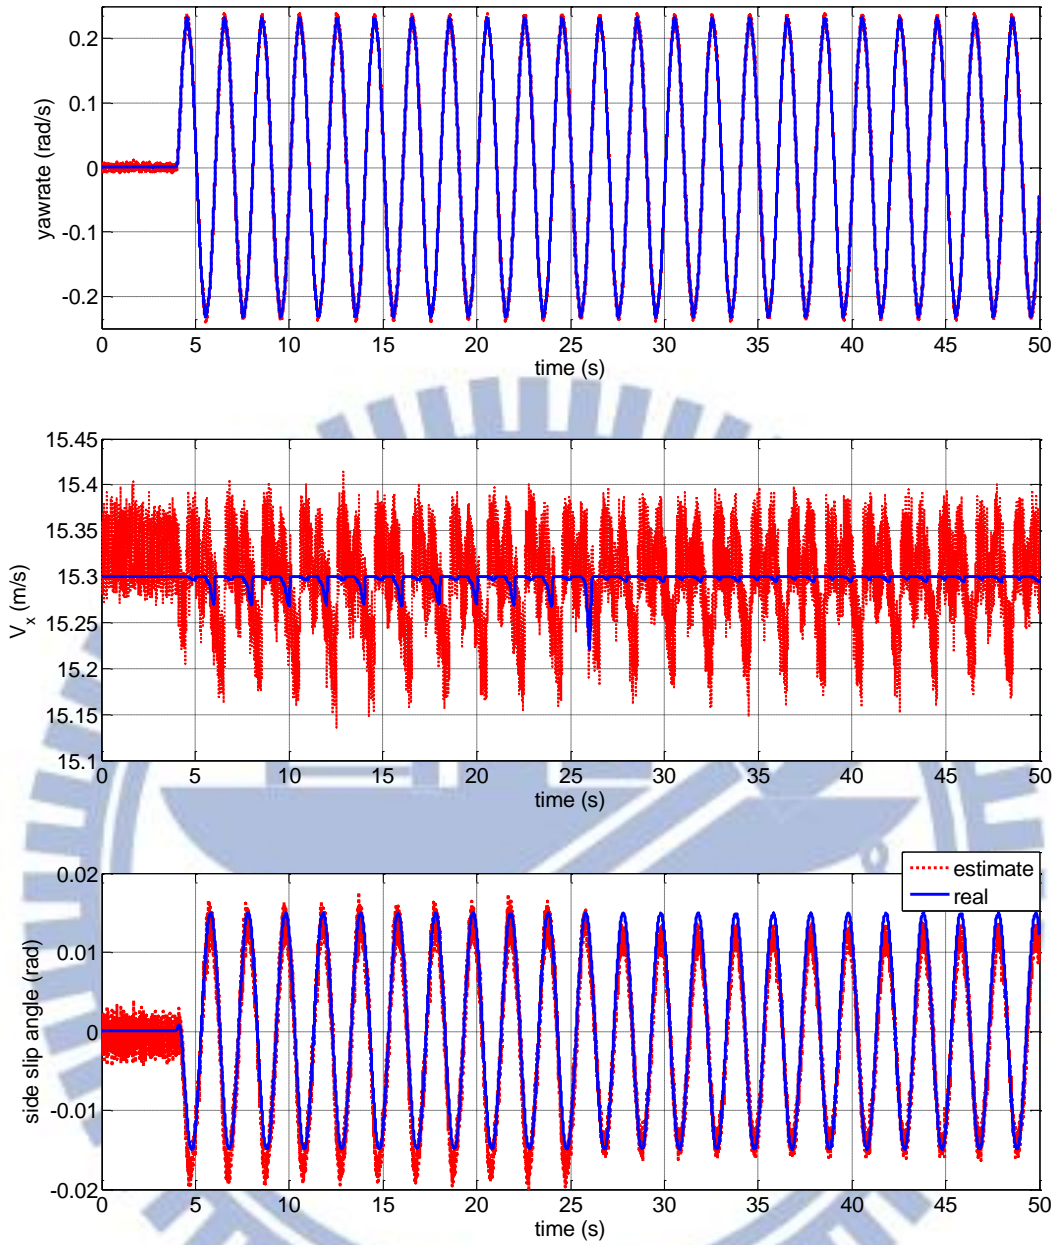 0.2
0.1
0
-0.1
-0.2
yawrate (rad/s)
0 5 10 15 20 25 30 35 40 45 50
time (s)
15.45
15.4
15.35
15.3
15.25
15.2
15.15
15.1
V_x (m/s)
0 5 10 15 20 25 30 35 40 45 50
time (s)
0.02
0.01
0
-0.01
-0.02
side slip angle (rad)
estimate
real
0 5 10 15 20 25 30 35 40 45 50
time (s)